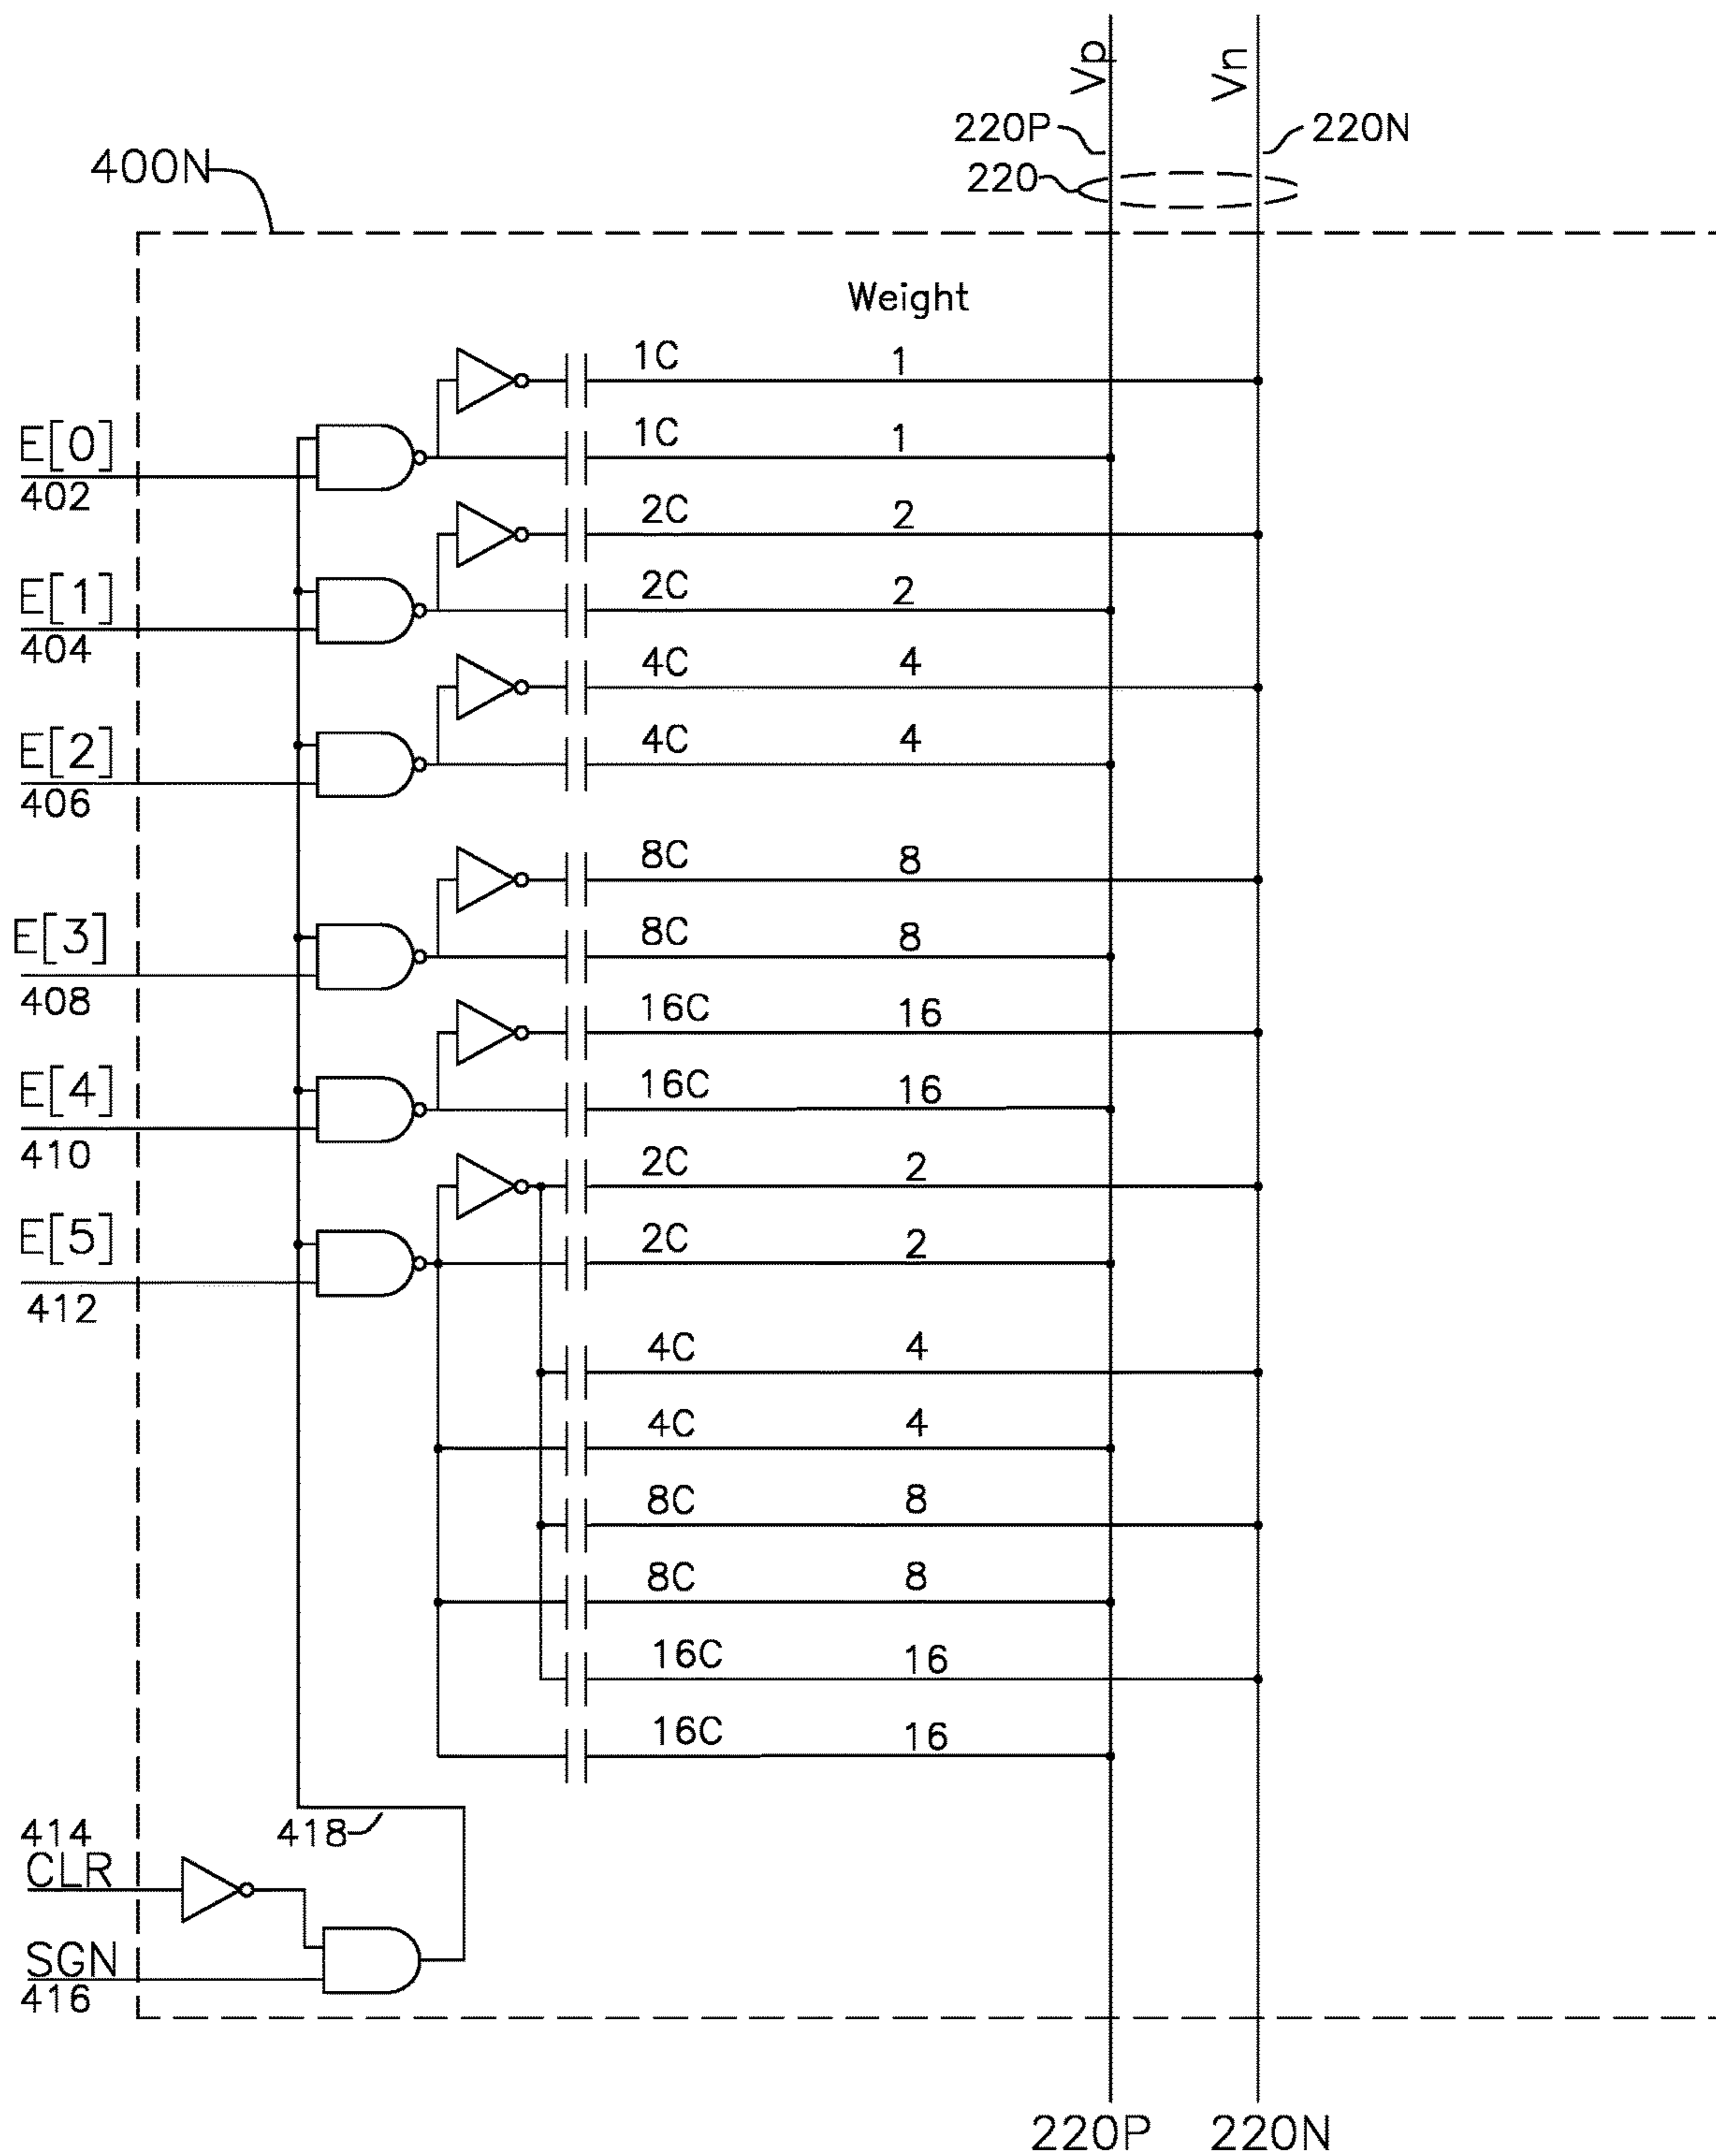 Vp
Vn
220P
220N
400N
220
Weight
1C 1
E[0]
1C 1
402
2C 2
E[1]
2C 2
404
4C 4
E[2]
4C 4
406
8C 8
E[3]
8C 8
408
16C 16
E[4]
16C 16
410
2C 2
E[5]
2C 2
412
4C 4
4C 4
8C 8
8C 8
16C 16
16C 16
414
418
CLR
SGN
416
220P 220N